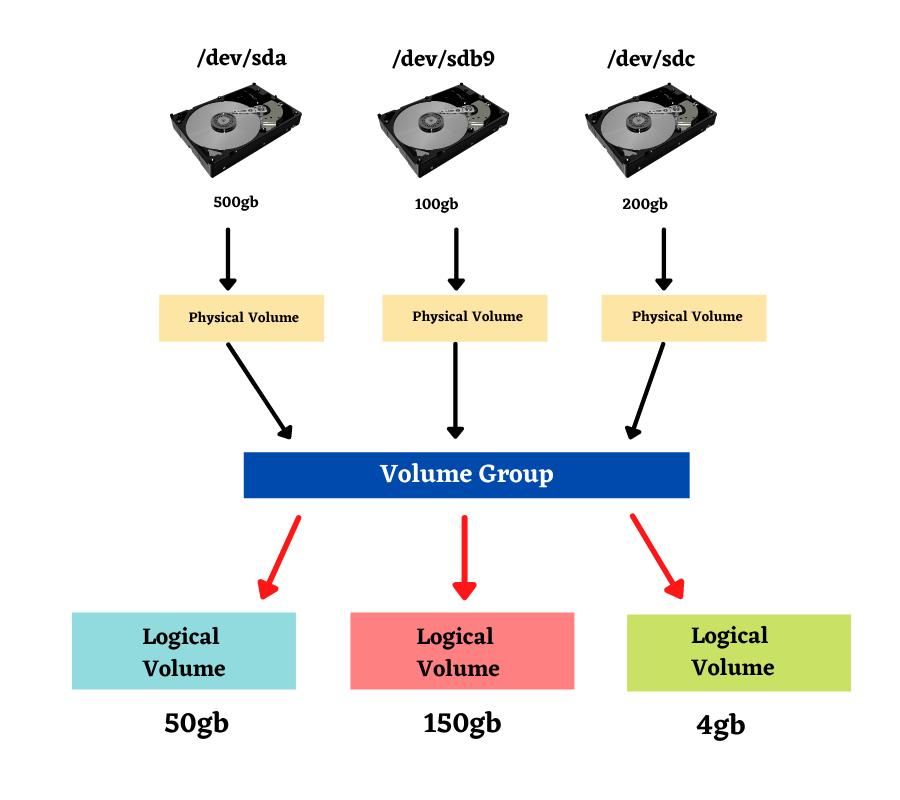 /dev/sda
/dev/sdb9
/dev/sdc
500gb
100gb
200gb
Physical Volume
Physical Volume
Physical Volume
Volume Group
Logical
Volume
Logical
Volume
Logical
Volume
50gb
150gb
4gb